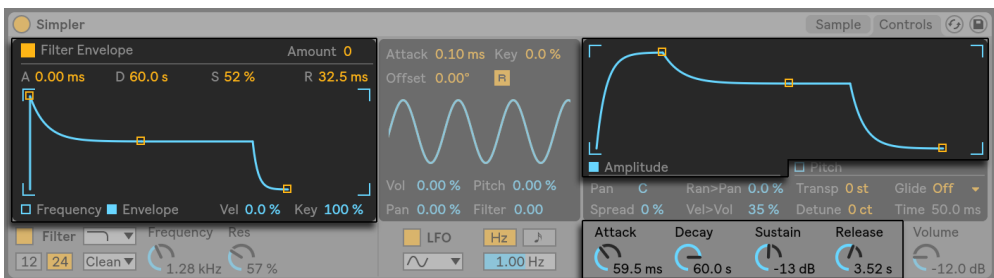 Simpler Sample Controls
Filter Envelope Amount 0
A 0.00 ms D 60.0 s S 52 % R 32.5 ms
Frequency Envelope Vel 0.0 % Key 100 %
Attack 0.10 ms Key 0.0 %
Offset 0.00° R
Vol 0.00 % Pitch 0.00 %
Pan 0.00 % Filter 0.00
Amplitude Pitch
Pan C Ran>Pan 0.0 % Transp 0 st Glide Off
Spread 0 % Vel>Vol 35 % Detune 0 ct Time 50.0 ms
Filter Frequency Res
12 24 Clean 1.28 kHz 57 %
LFO Hz ♪
1.00 Hz
Attack Decay Sustain Release Volume
59.5 ms 60.0 s -13 dB 3.52 s -12.0 dB